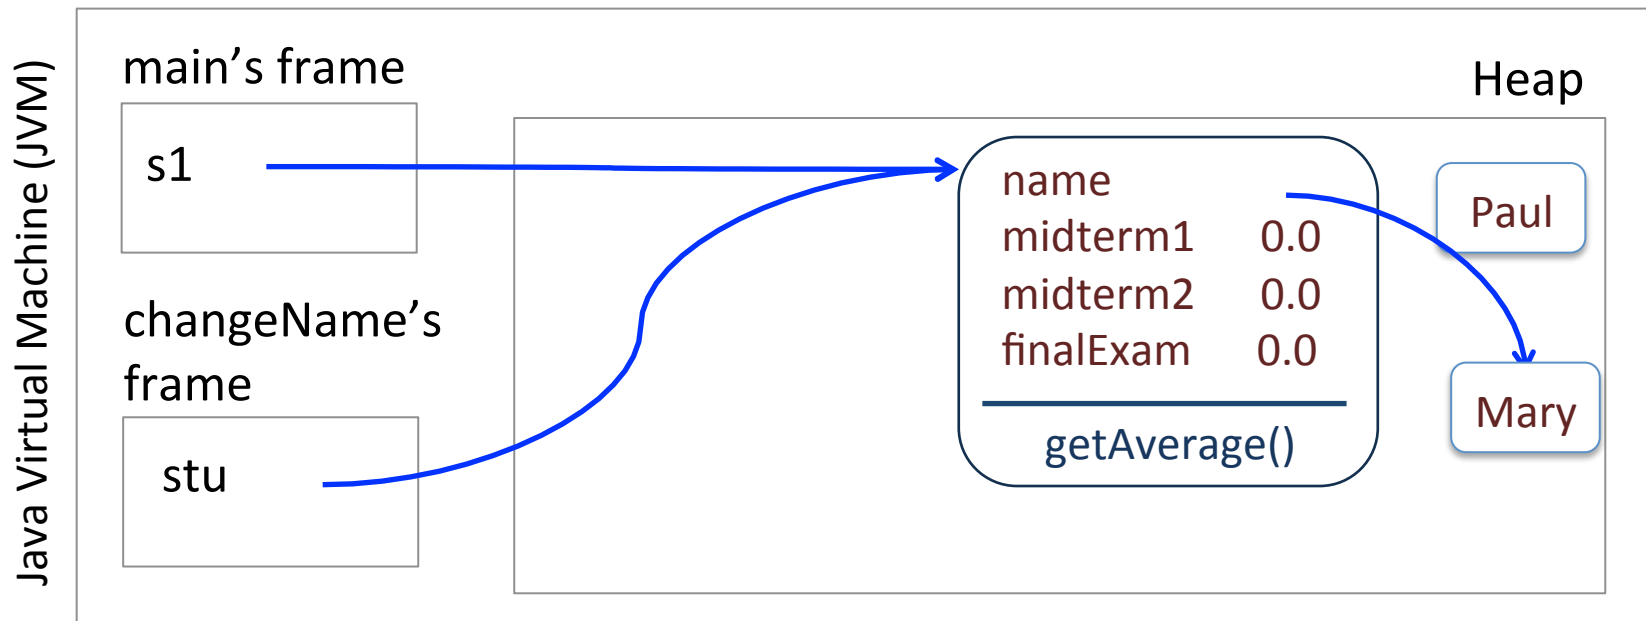 Java Virtual Machine (JVM)
main’s frame
s1
changeName’s
frame
stu
Heap
name
midterm1 0.0
midterm2 0.0
finalExam 0.0
getAverage()
Paul
Mary